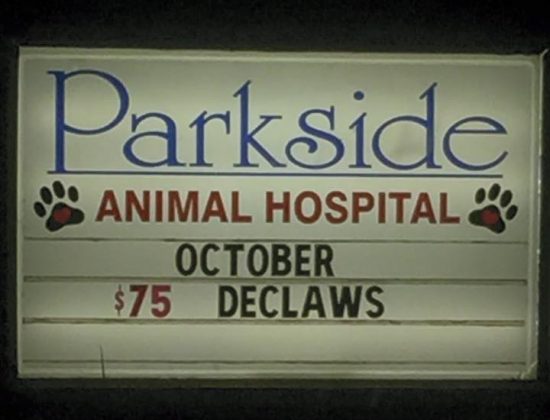 Parkside
ANIMAL HOSPITAL
OCTOBER
$75 DECLAWS